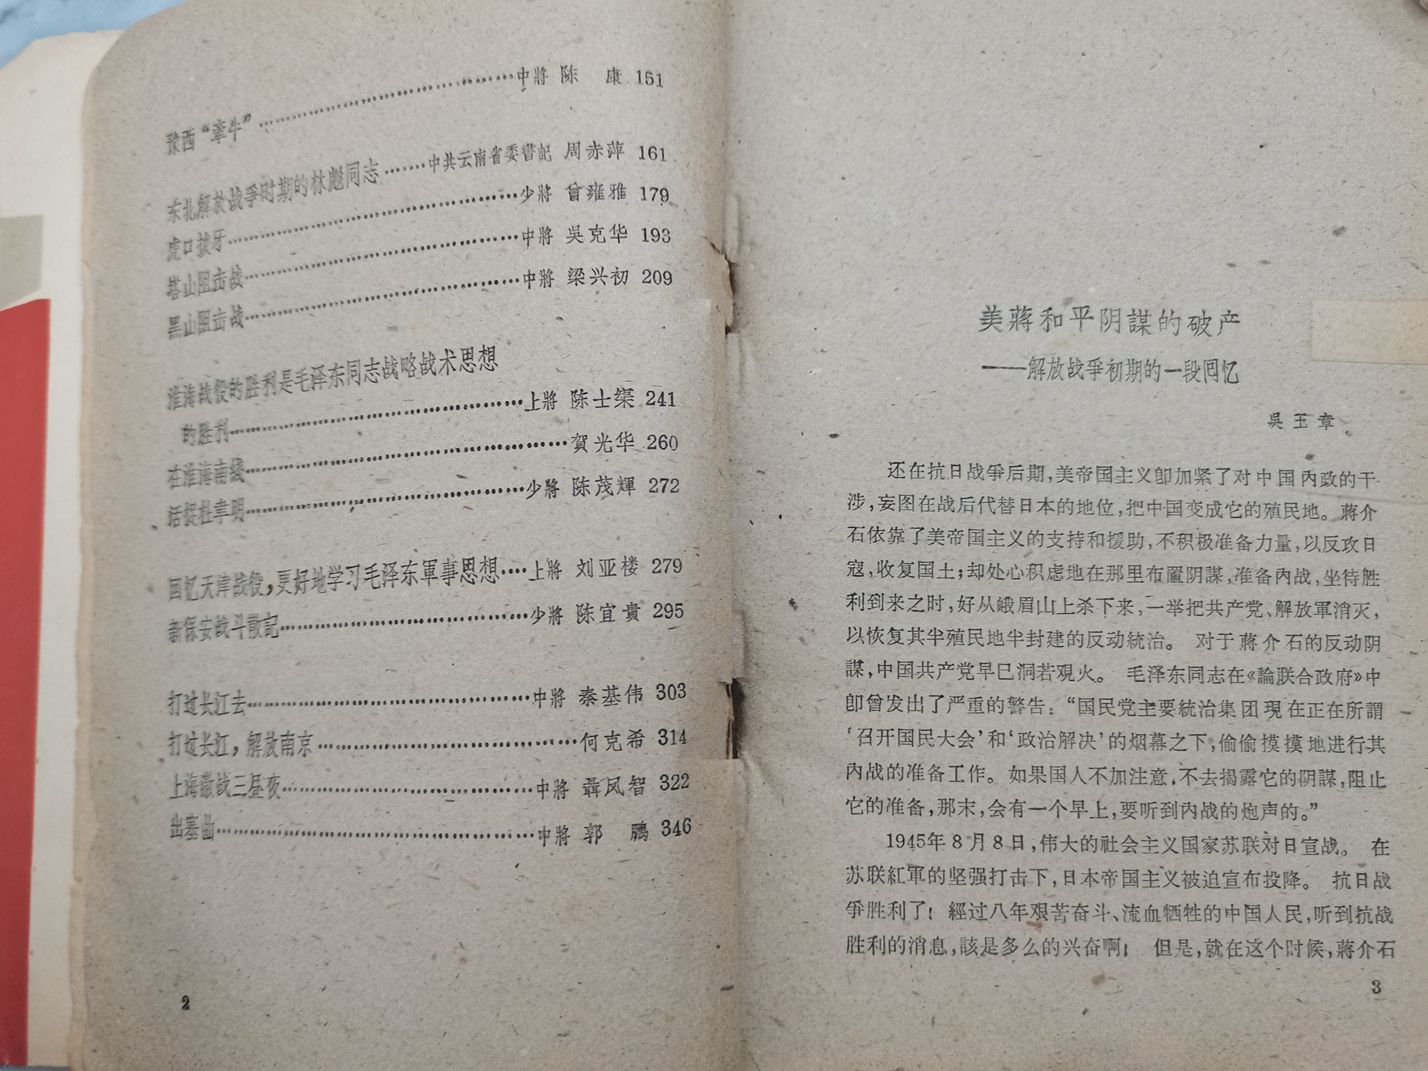 豫西“牵牛”……中將 陈　康 151
东北解放战爭时期的林彪同志……中共云南省委書記 周赤萍 161
虎口拔牙……少將 曾雍雅 179
塔山阻击战……中將 吳克华 193
黑山阻击战……中將 梁兴初 209
淮海战役的胜利是毛泽东同志战略战术思想
的胜利……上將 陈士榘 241
在淮海南綫……賀光华 260
活捉杜聿明……少將 陈茂輝 272
回忆天津战役，更好地学习毛泽东軍事思想……上將 刘亚楼 279
新保安战斗散記……少將 陈宜貴 295
打过长江去……中將 秦基伟 303
打过长江，解放南京……何克希 314
上海激战三昼夜……中將 聶凤智 322
出塞曲……中將 郭　鵬 346
2
美蔣和平阴謀的破产
——解放战爭初期的一段囘忆
吳玉章
还在抗日战爭后期，美帝国主义卽加紧了对中国內政的干
涉，妄图在战后代替日本的地位，把中国变成它的殖民地。蔣介
石依靠了美帝国主义的支持和援助，不积极准备力量，以反攻日
寇，收复国土；却处心积虑地在那里布置阴謀、准备內战，坐待胜
利到来之时，好从峨眉山上杀下来，一举把共产党、解放軍消灭，
以恢复其半殖民地半封建的反动統治。 对于蔣介石的反动阴
謀，中国共产党早已洞若观火。 毛泽东同志在《論联合政府》中
卽曾发出了严重的警告：“国民党主要統治集团現在正在所謂
‘召开国民大会’和‘政治解决’的烟幕之下，偷偷摸摸地进行其
內战的准备工作。如果国人不加注意，不去揭露它的阴謀，阻止
它的准备，那末，会有一个早上，要听到內战的炮声的。”
1945年8月8日，伟大的社会主义国家苏联对日宣战。 在
苏联紅軍的坚强打击下，日本帝国主义被迫宣布投降。 抗日战
爭胜利了！經过八年艰苦奋斗、流血牺牲的中国人民，听到抗战
胜利的消息，該是多么的兴奋啊！ 但是，就在这个时候，蔣介石
3